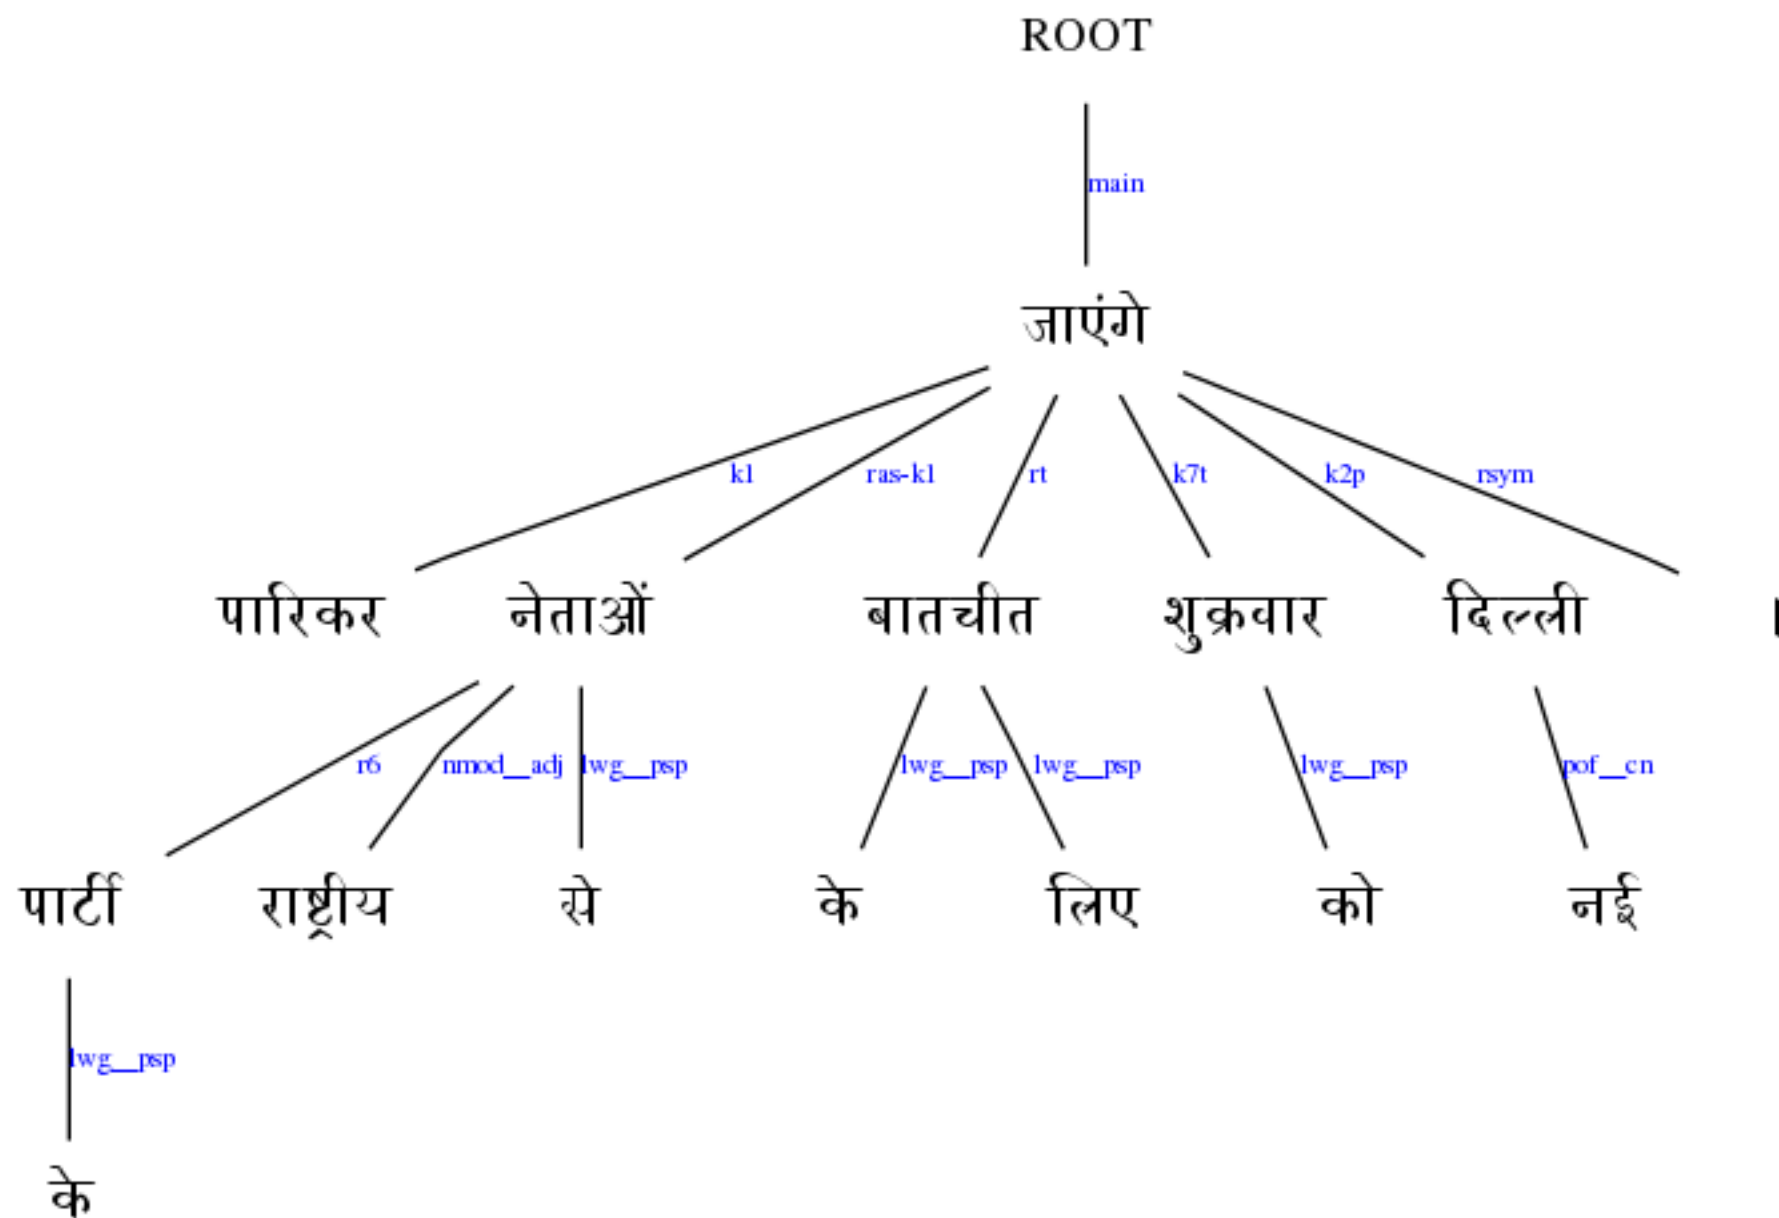 ROOT
main
जाएंगे
k1 ras-k1 rt k7t k2p rsym
पारिकर नेताओं बातचीत शुक्रवार दिल्ली ।
r6 nmod__adj lwg__psp lwg__psp lwg__psp lwg__psp pof__cn
पार्टी राष्ट्रीय से के लिए को नई
lwg__psp
के